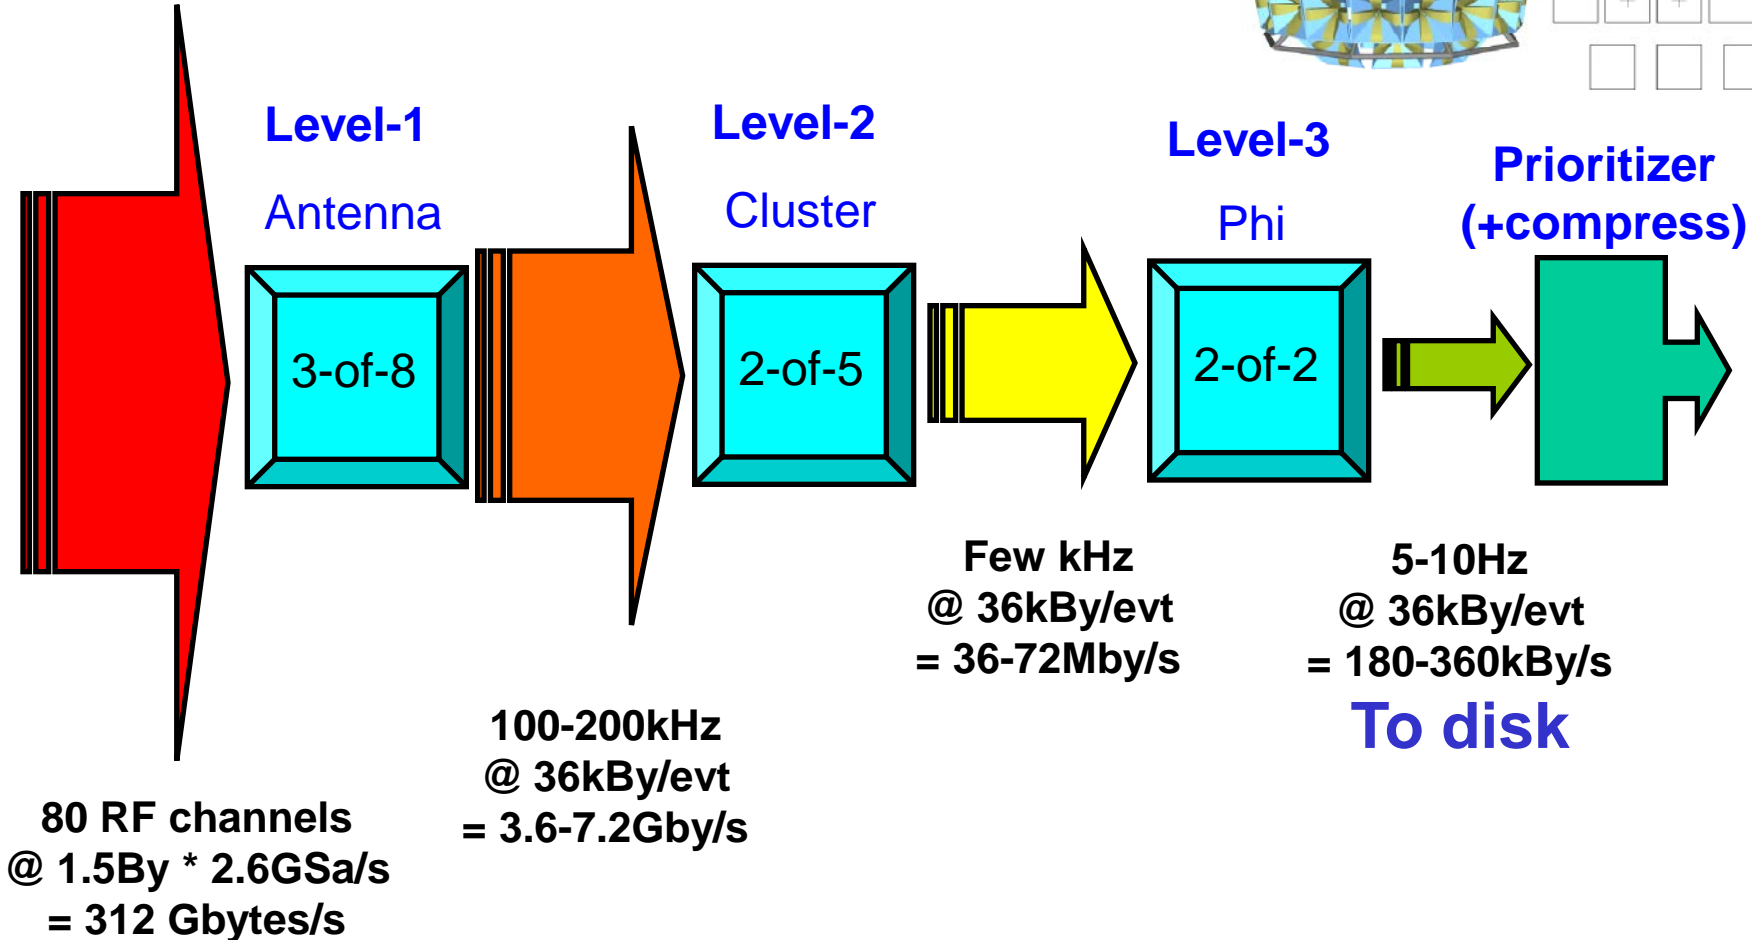 Level-1
Antenna
3-of-8
Level-2
Cluster
2-of-5
Level-3
Phi
2-of-2
Prioritizer
(+compress)
80 RF channels
@ 1.5By * 2.6GSa/s
= 312 Gbytes/s
100-200kHz
@ 36kBy/evt
= 3.6-7.2Gby/s
Few kHz
@ 36kBy/evt
= 36-72Mby/s
5-10Hz
@ 36kBy/evt
= 180-360kBy/s
To disk